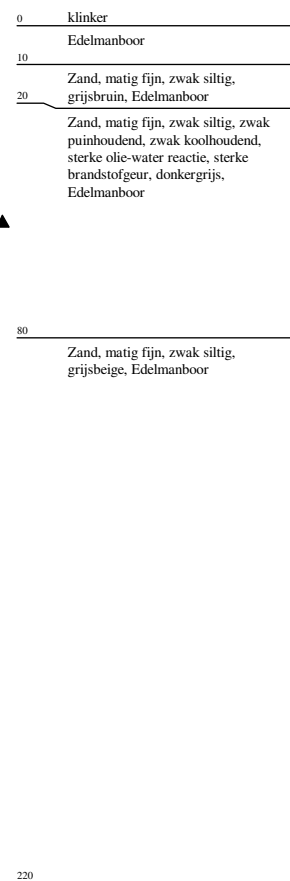 0 klinker
Edelmanboor
10
Zand, matig fijn, zwak siltig,
20 grijsbruin, Edelmanboor
Zand, matig fijn, zwak siltig, zwak
puinhoudend, zwak koolhoudend,
sterke olie-water reactie, sterke
brandstofgeur, donkergrijs,
Edelmanboor
80
Zand, matig fijn, zwak siltig,
grijsbeige, Edelmanboor
220